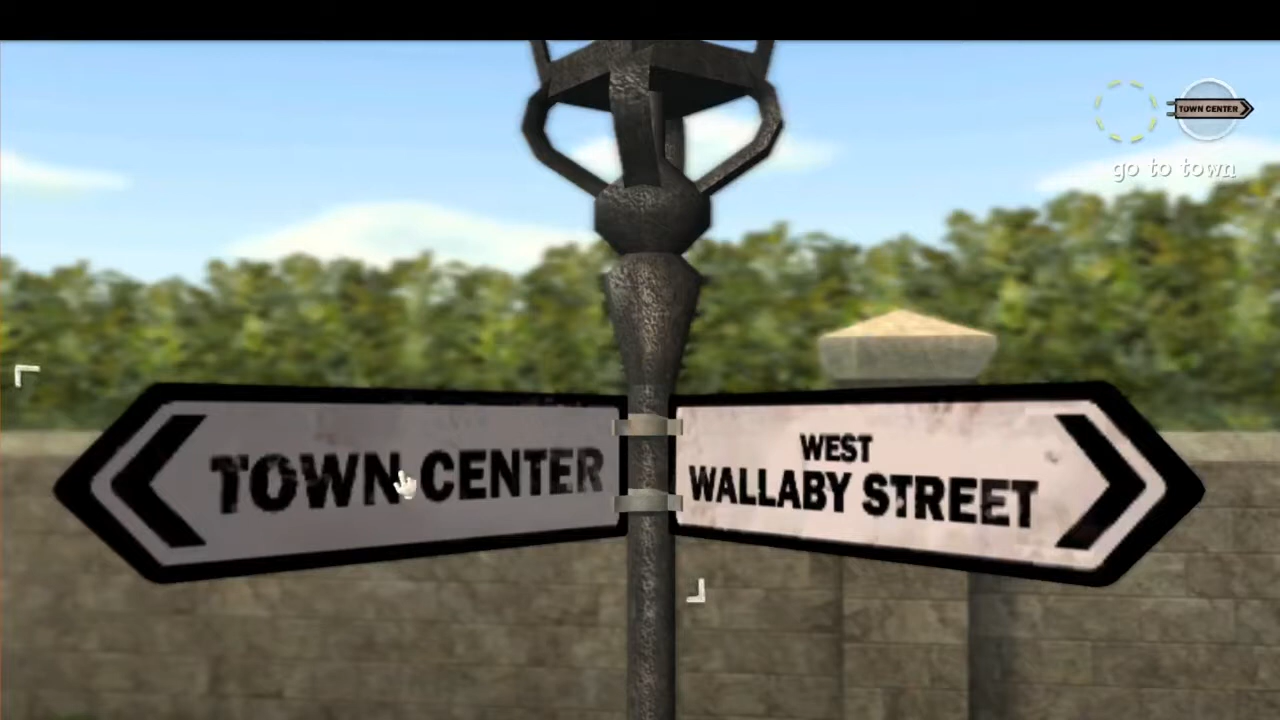 TOWN CENTER
go to town
TOWN CENTER
WEST
WALLABY STREET